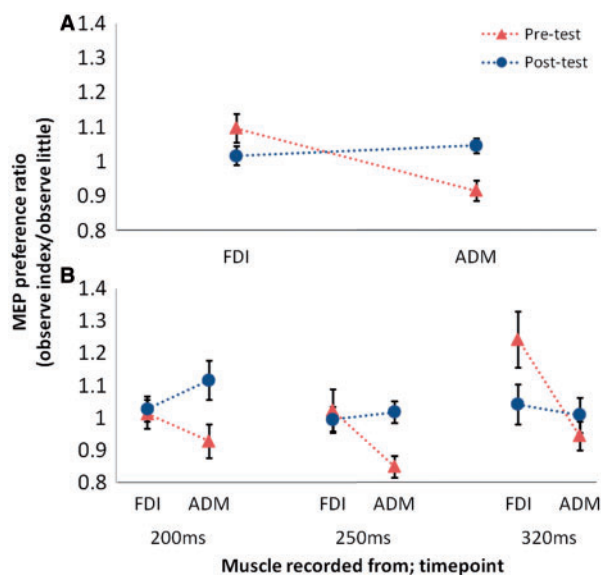 A
1.4
1.3
1.2
1.1
1
0.9
0.8
Pre-test
Post-test
FDI ADM
MEP preference ratio
(observe index/observe little)
B
1.4
1.3
1.2
1.1
1
0.9
0.8
FDI ADM FDI ADM FDI ADM
200ms 250ms 320ms
Muscle recorded from; timepoint